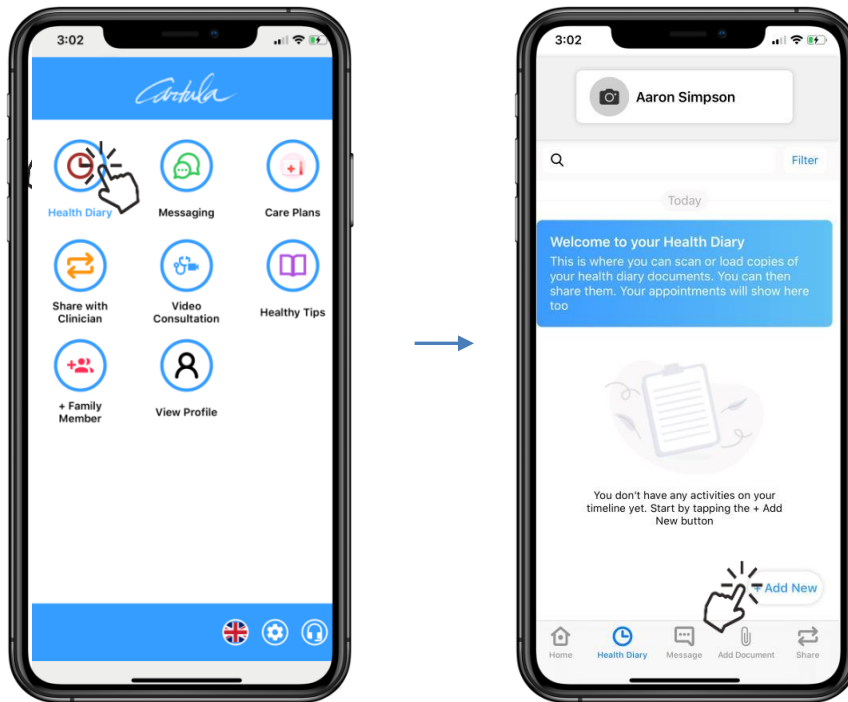 3:02
Cartula
Health Diary
Messaging
Care Plans
Share with
Clinician
Video
Consultation
Healthy Tips
+ Family
Member
View Profile
3:02
Aaron Simpson
Filter
Today
Welcome to your Health Diary
This is where you can scan or load copies of
your health diary documents. You can then
share them. Your appointments will show here
too
You don't have any activities on your
timeline yet. Start by tapping the + Add
New button
+ Add New
Home
Health Diary
Message
Add Document
Share